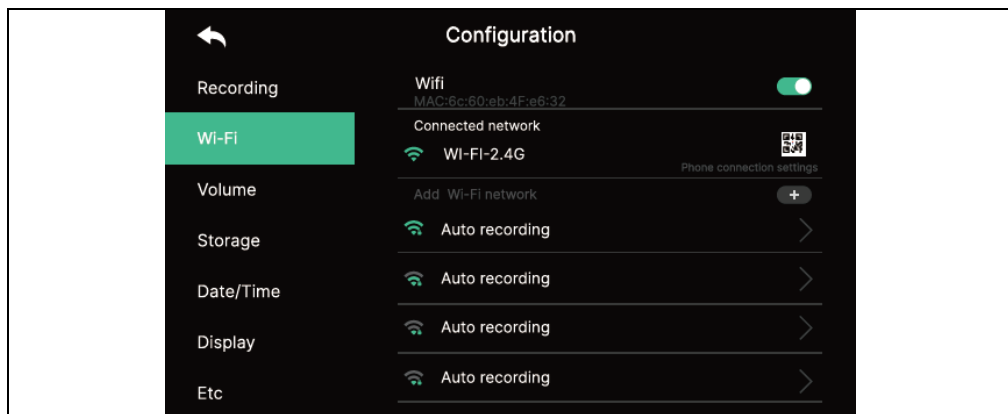 Configuration
Recording
Wi-Fi
Volume
Storage
Date/Time
Display
Etc
Wifi
MAC:6c:60:eb:4F:e6:32
Connected network
WI-FI-2.4G
Phone connection settings
Add Wi-Fi network
Auto recording
Auto recording
Auto recording
Auto recording